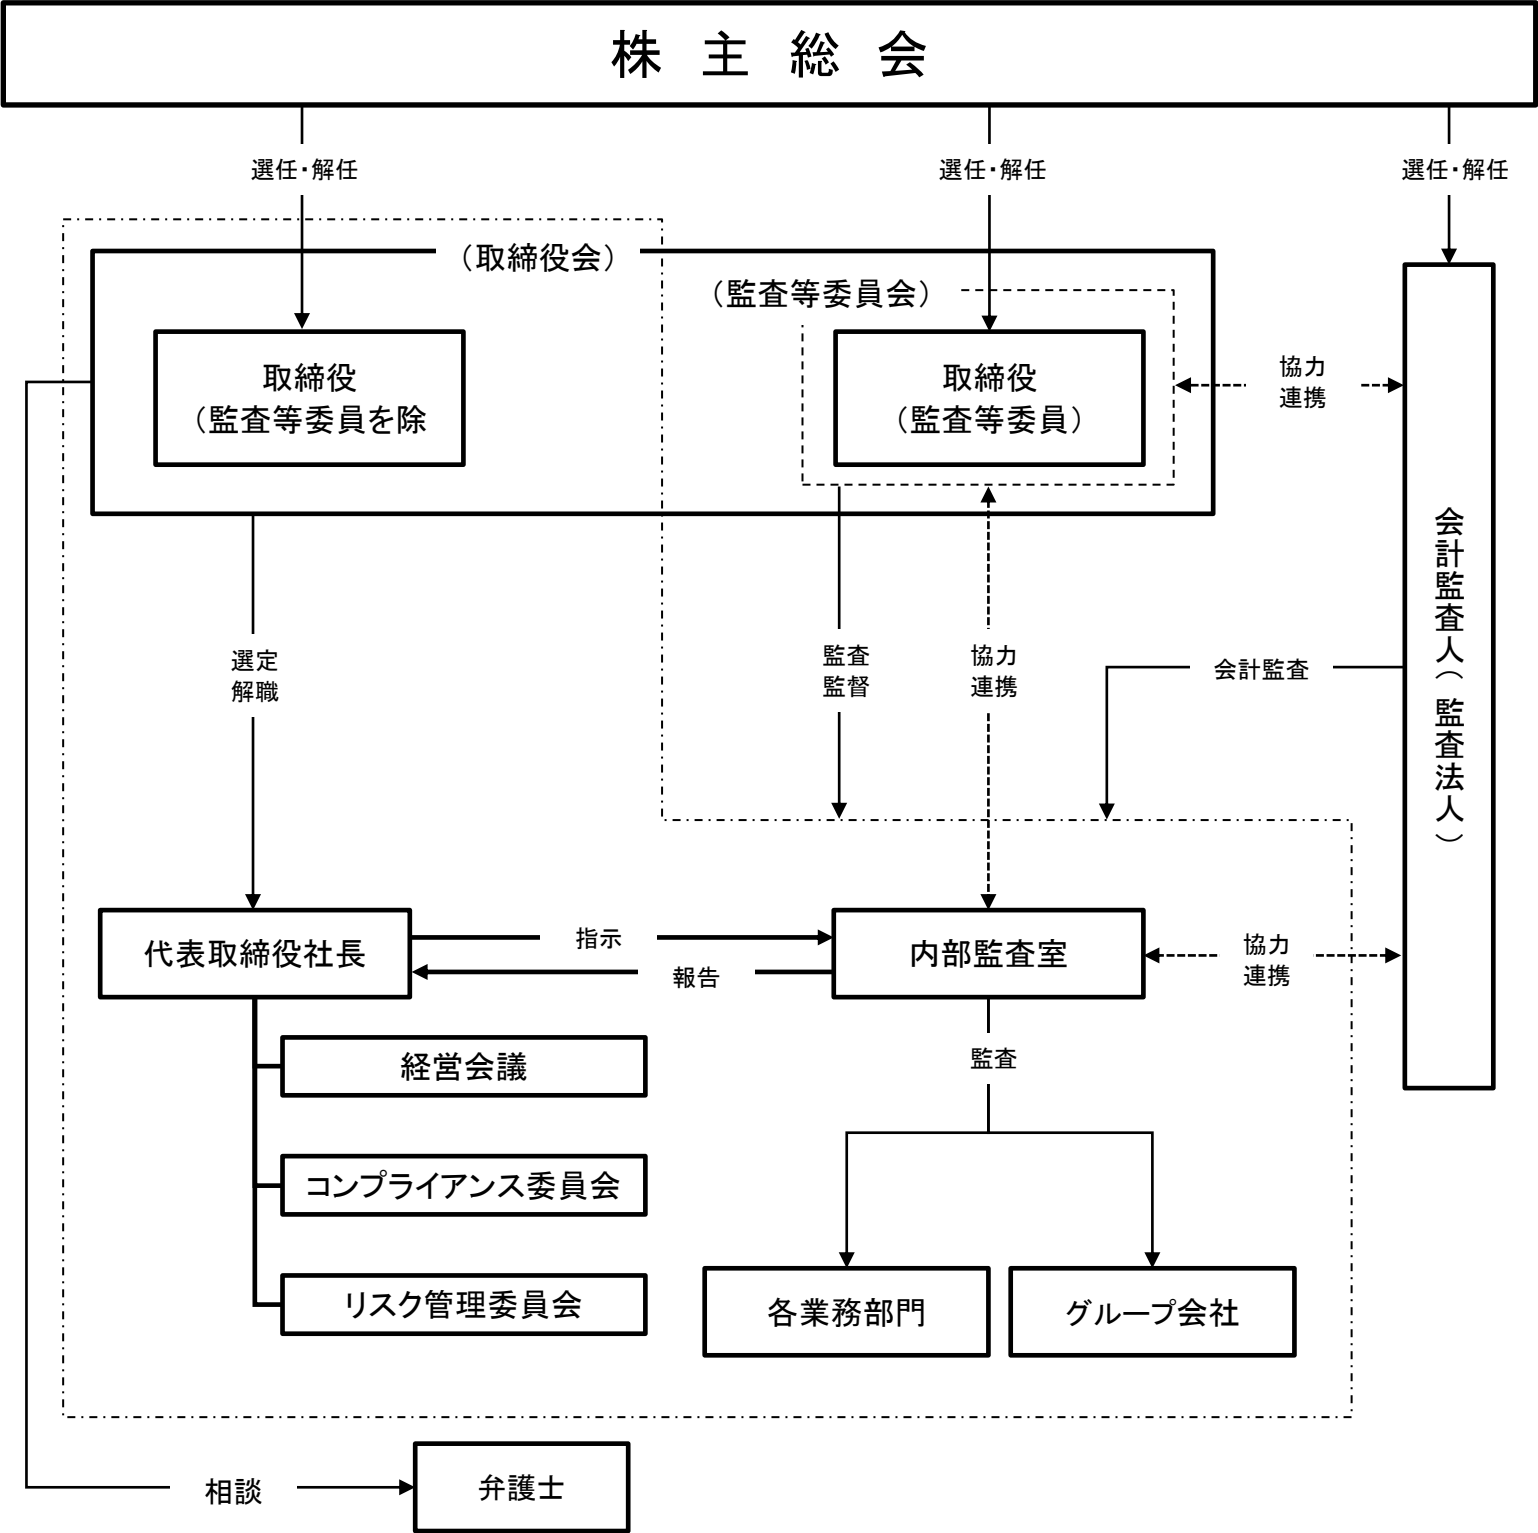 株主総会
選任・解任
選任・解任
選任・解任
（取締役会）
（監査等委員会）
取締役
（監査等委員を除
取締役
（監査等委員）
協力
連携
会計監査人（監査法人）
選定
解職
監査
監督
協力
連携
会計監査
代表取締役社長
指示
報告
内部監査室
協力
連携
経営会議
監査
コンプライアンス委員会
リスク管理委員会
各業務部門
グループ会社
相談
弁護士